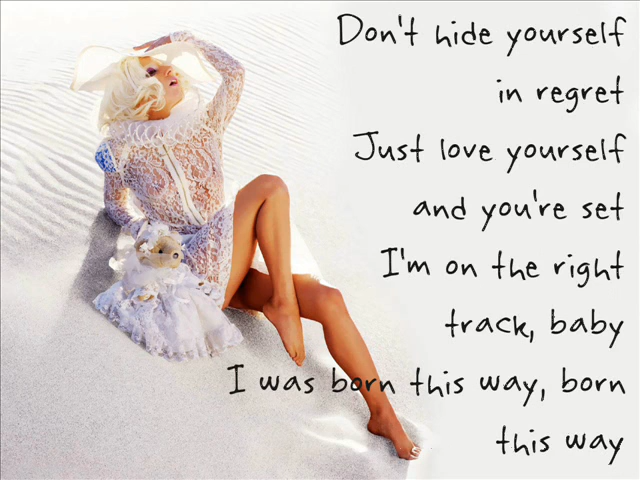 Don't hide yourself
in regret
Just love yourself
and you're set
I'm on the right
track, baby
I was born this way, born
this way